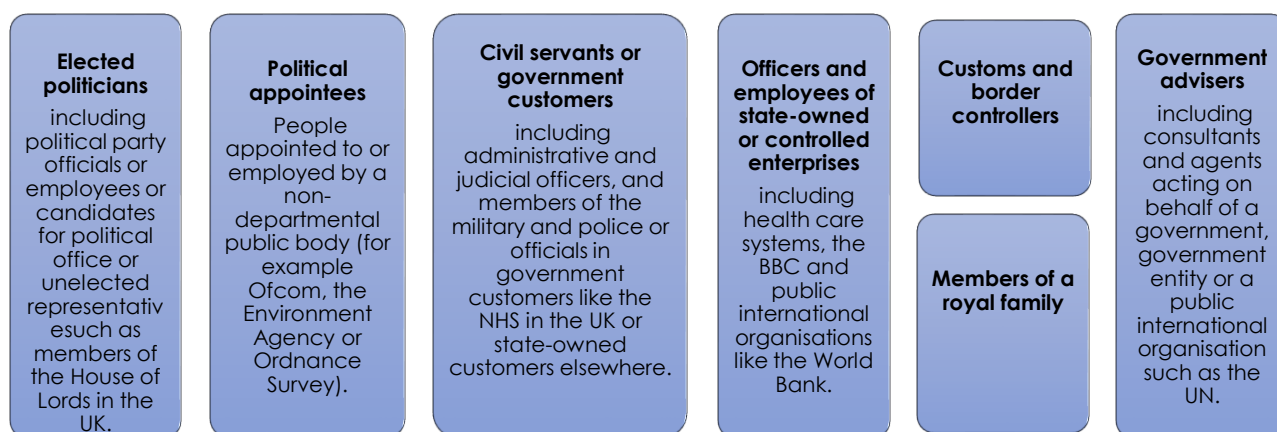 Elected
politicians
including
political party
officials or
employees or
candidates
for political
office or
unelected
representativ
esuch as
members of
the House of
Lords in the
UK.
Political
appointees
People
appointed to or
employed by a
non-
departmental
public body (for
example
Ofcom, the
Environment
Agency or
Ordnance
Survey).
Civil servants or
government
customers
including
administrative and
judicial officers, and
members of the
military and police or
officials in
government
customers like the
NHS in the UK or
state-owned
customers elsewhere.
Officers and
employees of
state-owned
or controlled
enterprises
including
health care
systems, the
BBC and
public
international
organisations
like the World
Bank.
Customs and
border
controllers
Members of a
royal family
Government
advisers
including
consultants
and agents
acting on
behalf of a
government,
government
entity or a
public
international
organisation
such as the
UN.